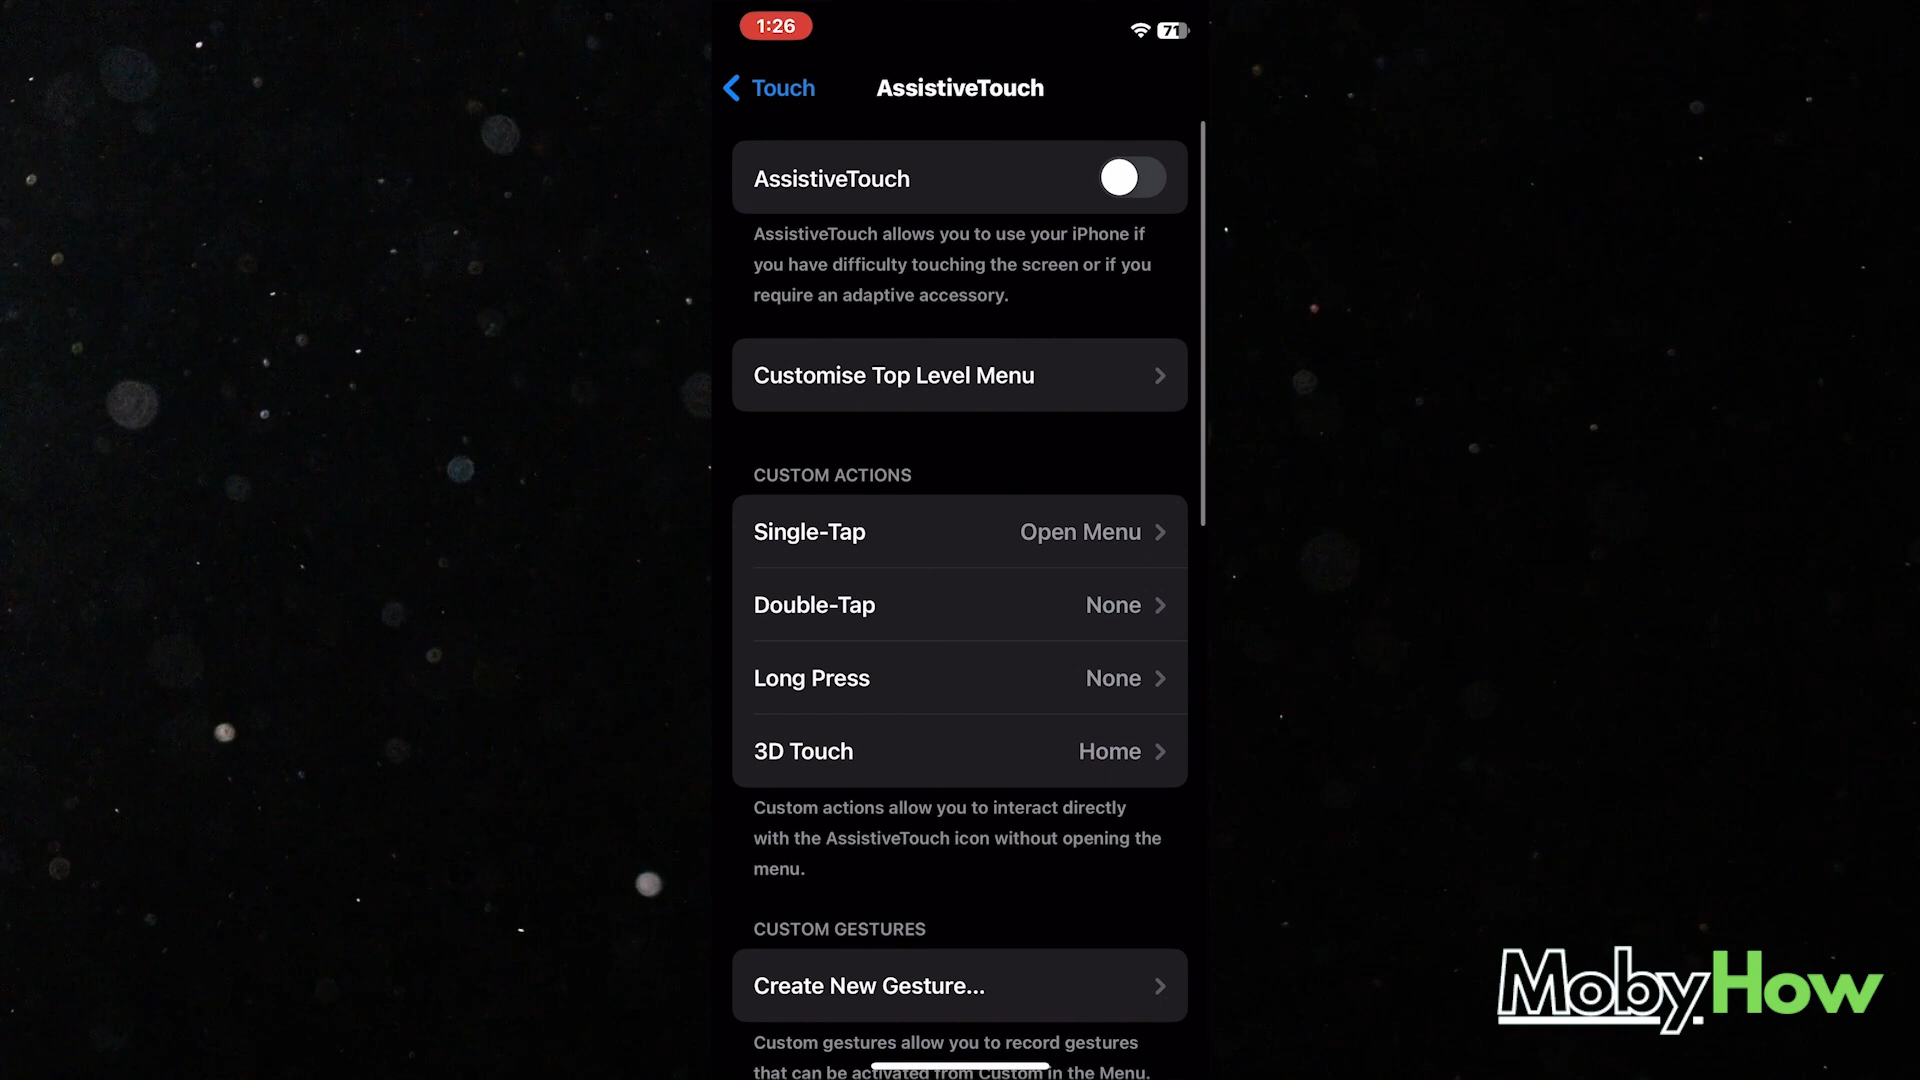 1:26
71
Touch
AssistiveTouch
AssistiveTouch
AssistiveTouch allows you to use your iPhone if
you have difficulty touching the screen or if you
require an adaptive accessory.
Customise Top Level Menu
CUSTOM ACTIONS
Single-Tap Open Menu
Double-Tap None
Long Press None
3D Touch Home
Custom actions allow you to interact directly
with the AssistiveTouch icon without opening the
menu.
CUSTOM GESTURES
Create New Gesture...
Custom gestures allow you to record gestures
that can be activated from Custom in the Menu.
MobyHow